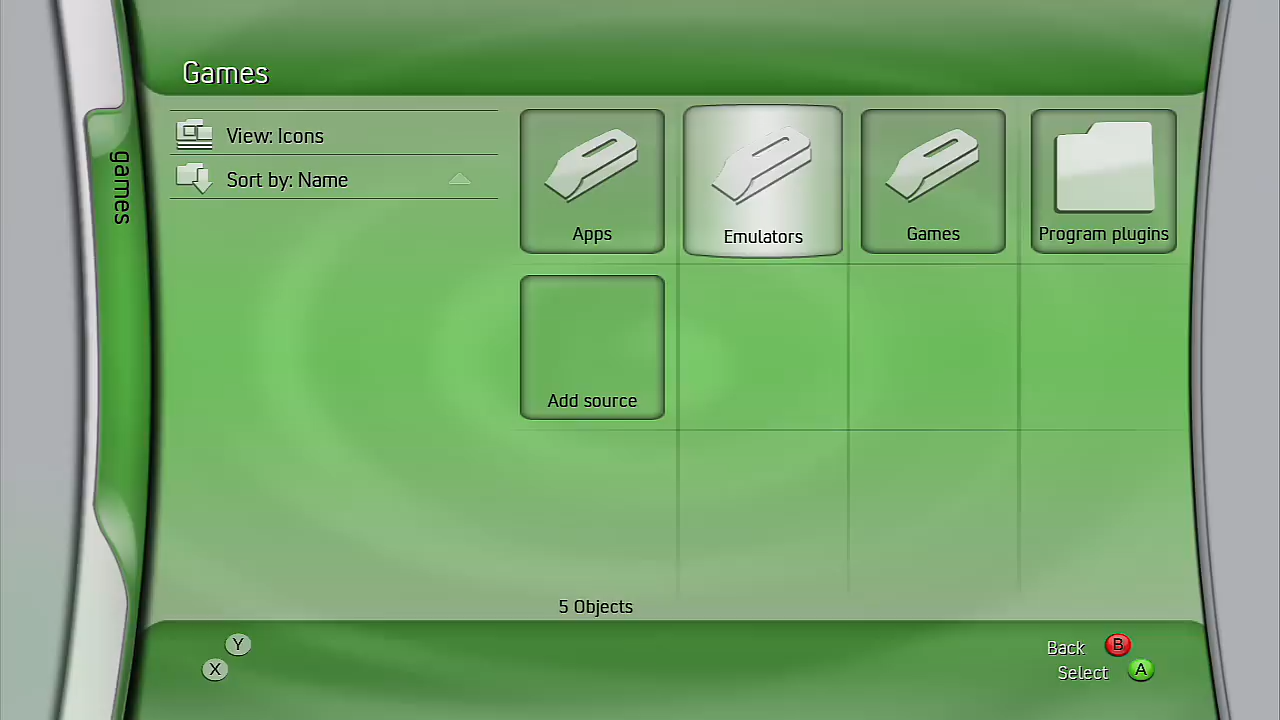 Games
games
View: Icons
Sort by: Name
Apps
Emulators
Games
Program plugins
Add source
5 Objects
Y
X
Back B
Select A